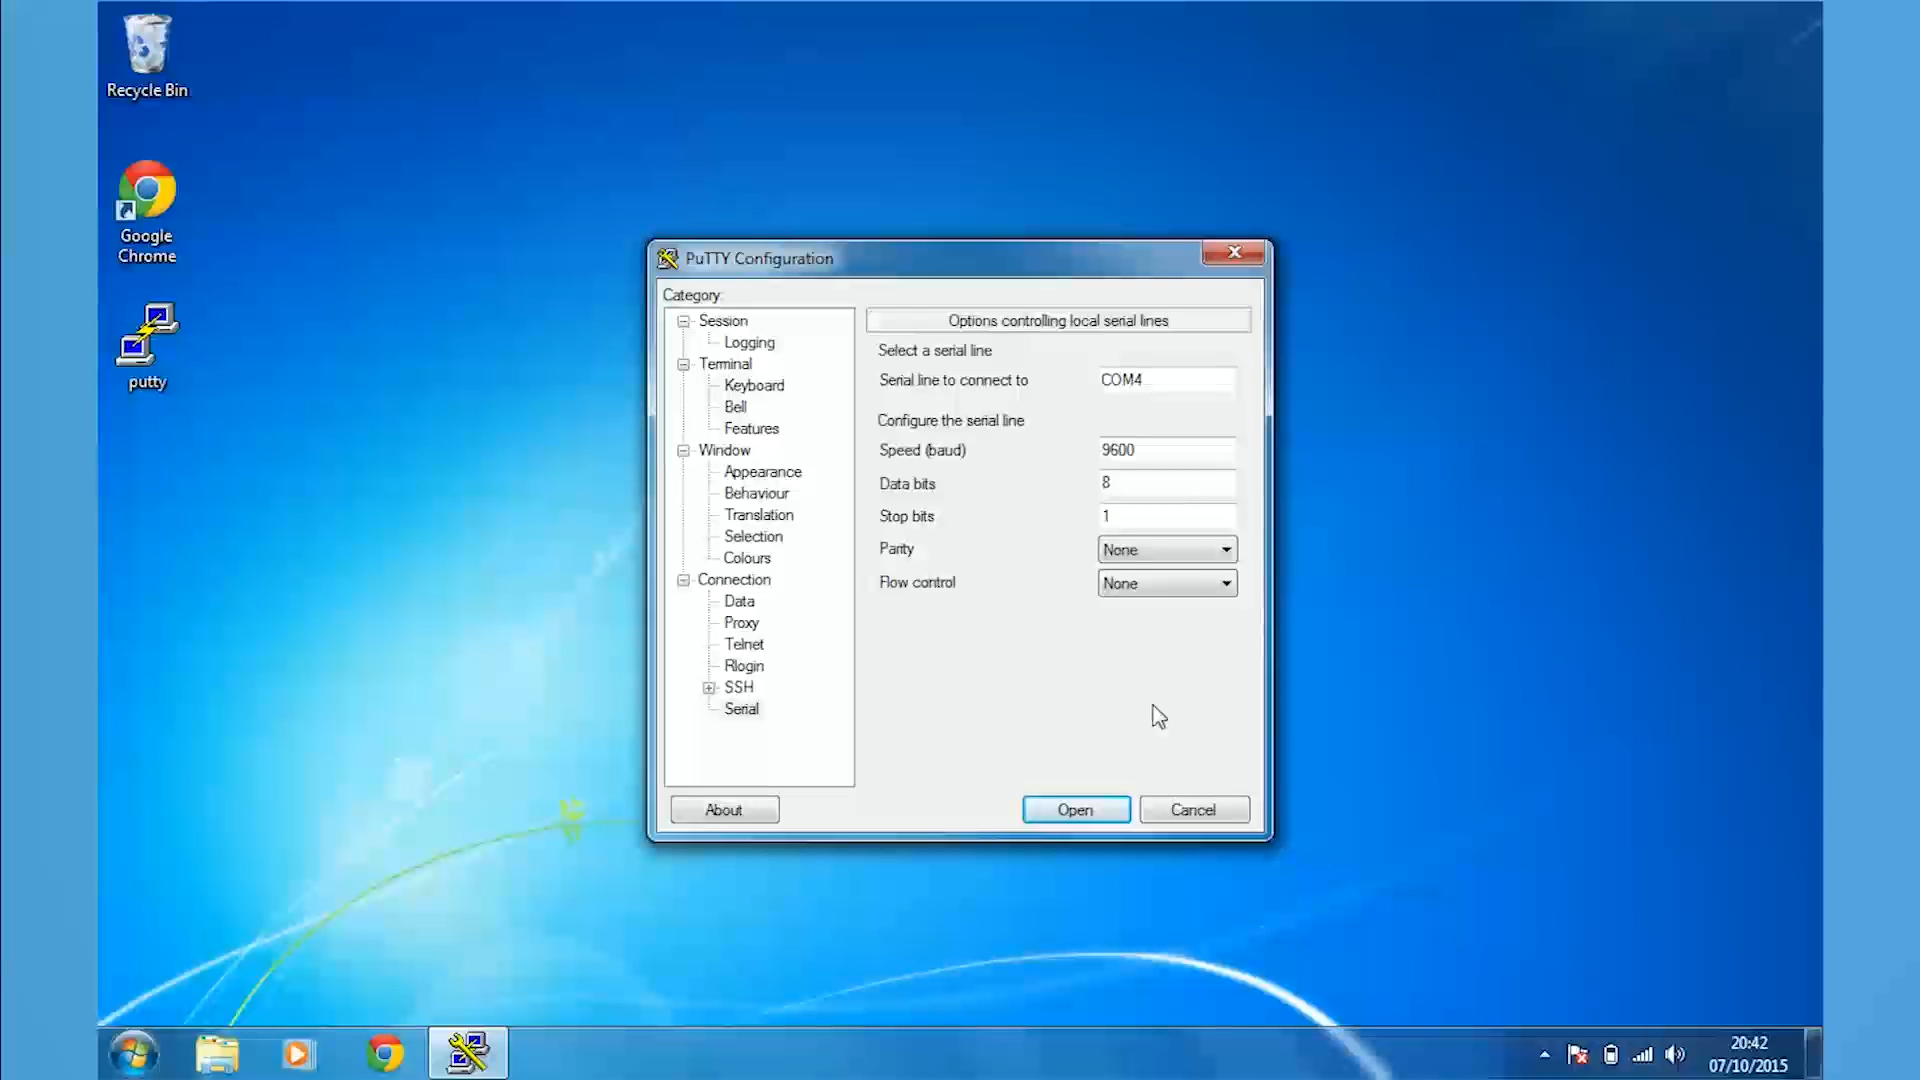 Recycle Bin
Google
Chrome
putty
PuTTY Configuration
Category:
Session
Logging
Terminal
Keyboard
Bell
Features
Window
Appearance
Behaviour
Translation
Selection
Colours
Connection
Data
Proxy
Telnet
Rlogin
SSH
Serial
Options controlling local serial lines
Select a serial line
Serial line to connect to COM4
Configure the serial line
Speed (baud) 9600
Data bits 8
Stop bits 1
Parity None
Flow control None
About Open Cancel
20:42
07/10/2015